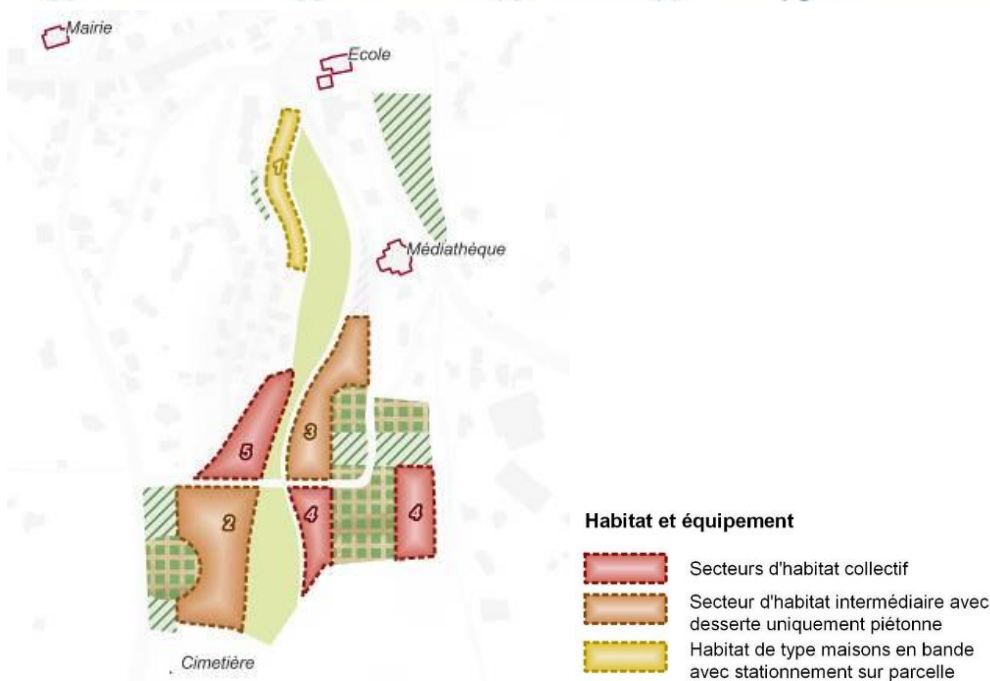 Mairie
Ecole
1
Médiathèque
3
5
2
4
4
Cimetière
Habitat et équipement
Secteurs d'habitat collectif
Secteur d'habitat intermédiaire avec
desserte uniquement piétonne
Habitat de type maisons en bande
avec stationnement sur parcelle